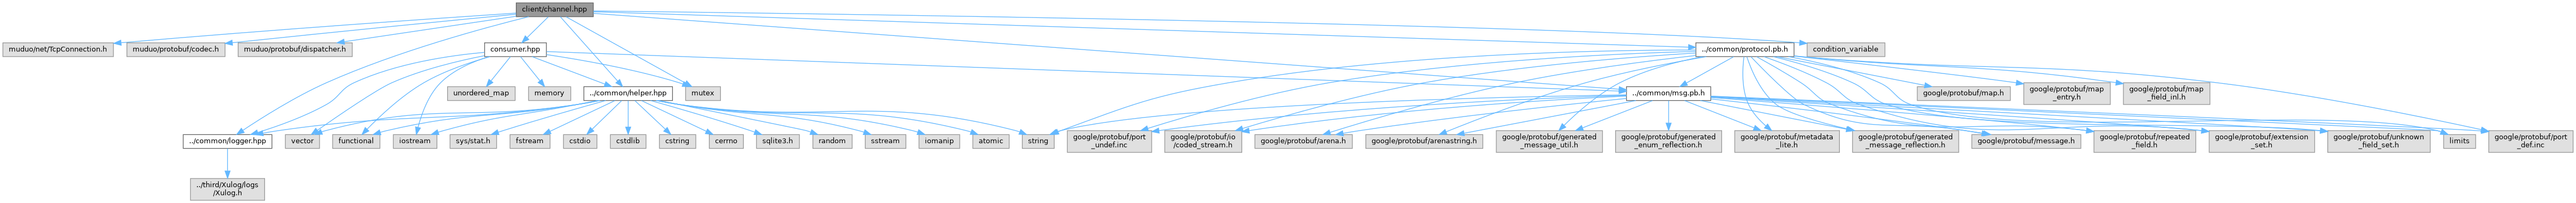 client/channel.hpp
muduo/net/TcpConnection.h
muduo/protobuf/codec.h
muduo/protobuf/dispatcher.h
consumer.hpp
../common/protocol.pb.h
condition_variable
unordered_map
memory
../common/helper.hpp
mutex
../common/msg.pb.h
google/protobuf/map.h
google/protobuf/map
_entry.h
google/protobuf/map
_field_inl.h
../common/logger.hpp
vector
functional
iostream
sys/stat.h
fstream
cstdio
cstdlib
cstring
cerrno
sqlite3.h
random
sstream
iomanip
atomic
string
google/protobuf/port
_undef.inc
google/protobuf/io
/coded_stream.h
google/protobuf/arena.h
google/protobuf/arenastring.h
google/protobuf/generated
_message_util.h
google/protobuf/generated
_enum_reflection.h
google/protobuf/metadata
_lite.h
google/protobuf/generated
_message_reflection.h
google/protobuf/message.h
google/protobuf/repeated
_field.h
google/protobuf/extension
_set.h
google/protobuf/unknown
_field_set.h
limits
google/protobuf/port
_def.inc
../third/Xulog/logs
/Xulog.h